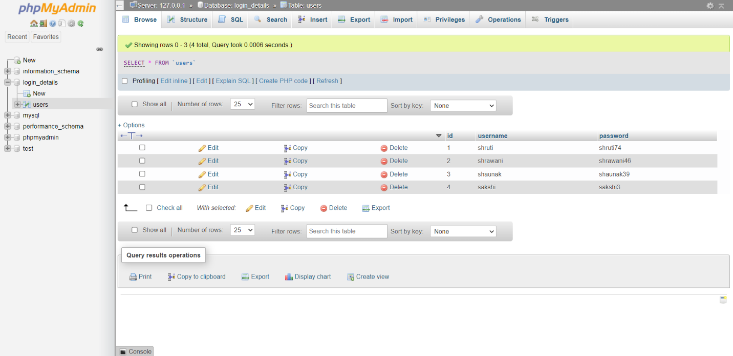 phpMyAdmin
Recent Favorites
New
information_schema
login_details
New
users
mysql
performance_schema
phpmyadmin
test
Server: 127.0.0.1 » Database: login_details » Table: users
Browse Structure SQL Search Insert Export Import Privileges Operations Triggers
Showing rows 0 - 3 (4 total, Query took 0.0006 seconds.)
SELECT * FROM `users`
Profiling [ Edit inline ] [ Edit ] [ Explain SQL ] [ Create PHP code ] [ Refresh ]
Show all Number of rows: 25 Filter rows: Search this table Sort by key: None
+ Options
←T→ id username password
Edit Copy Delete 1 shruti shruti74
Edit Copy Delete 2 shrawani shrawani46
Edit Copy Delete 3 shaunak shaunak39
Edit Copy Delete 4 sakshi sakshi3
Check all With selected: Edit Copy Delete Export
Show all Number of rows: 25 Filter rows: Search this table Sort by key: None
Query results operations
Print Copy to clipboard Export Display chart Create view
Console